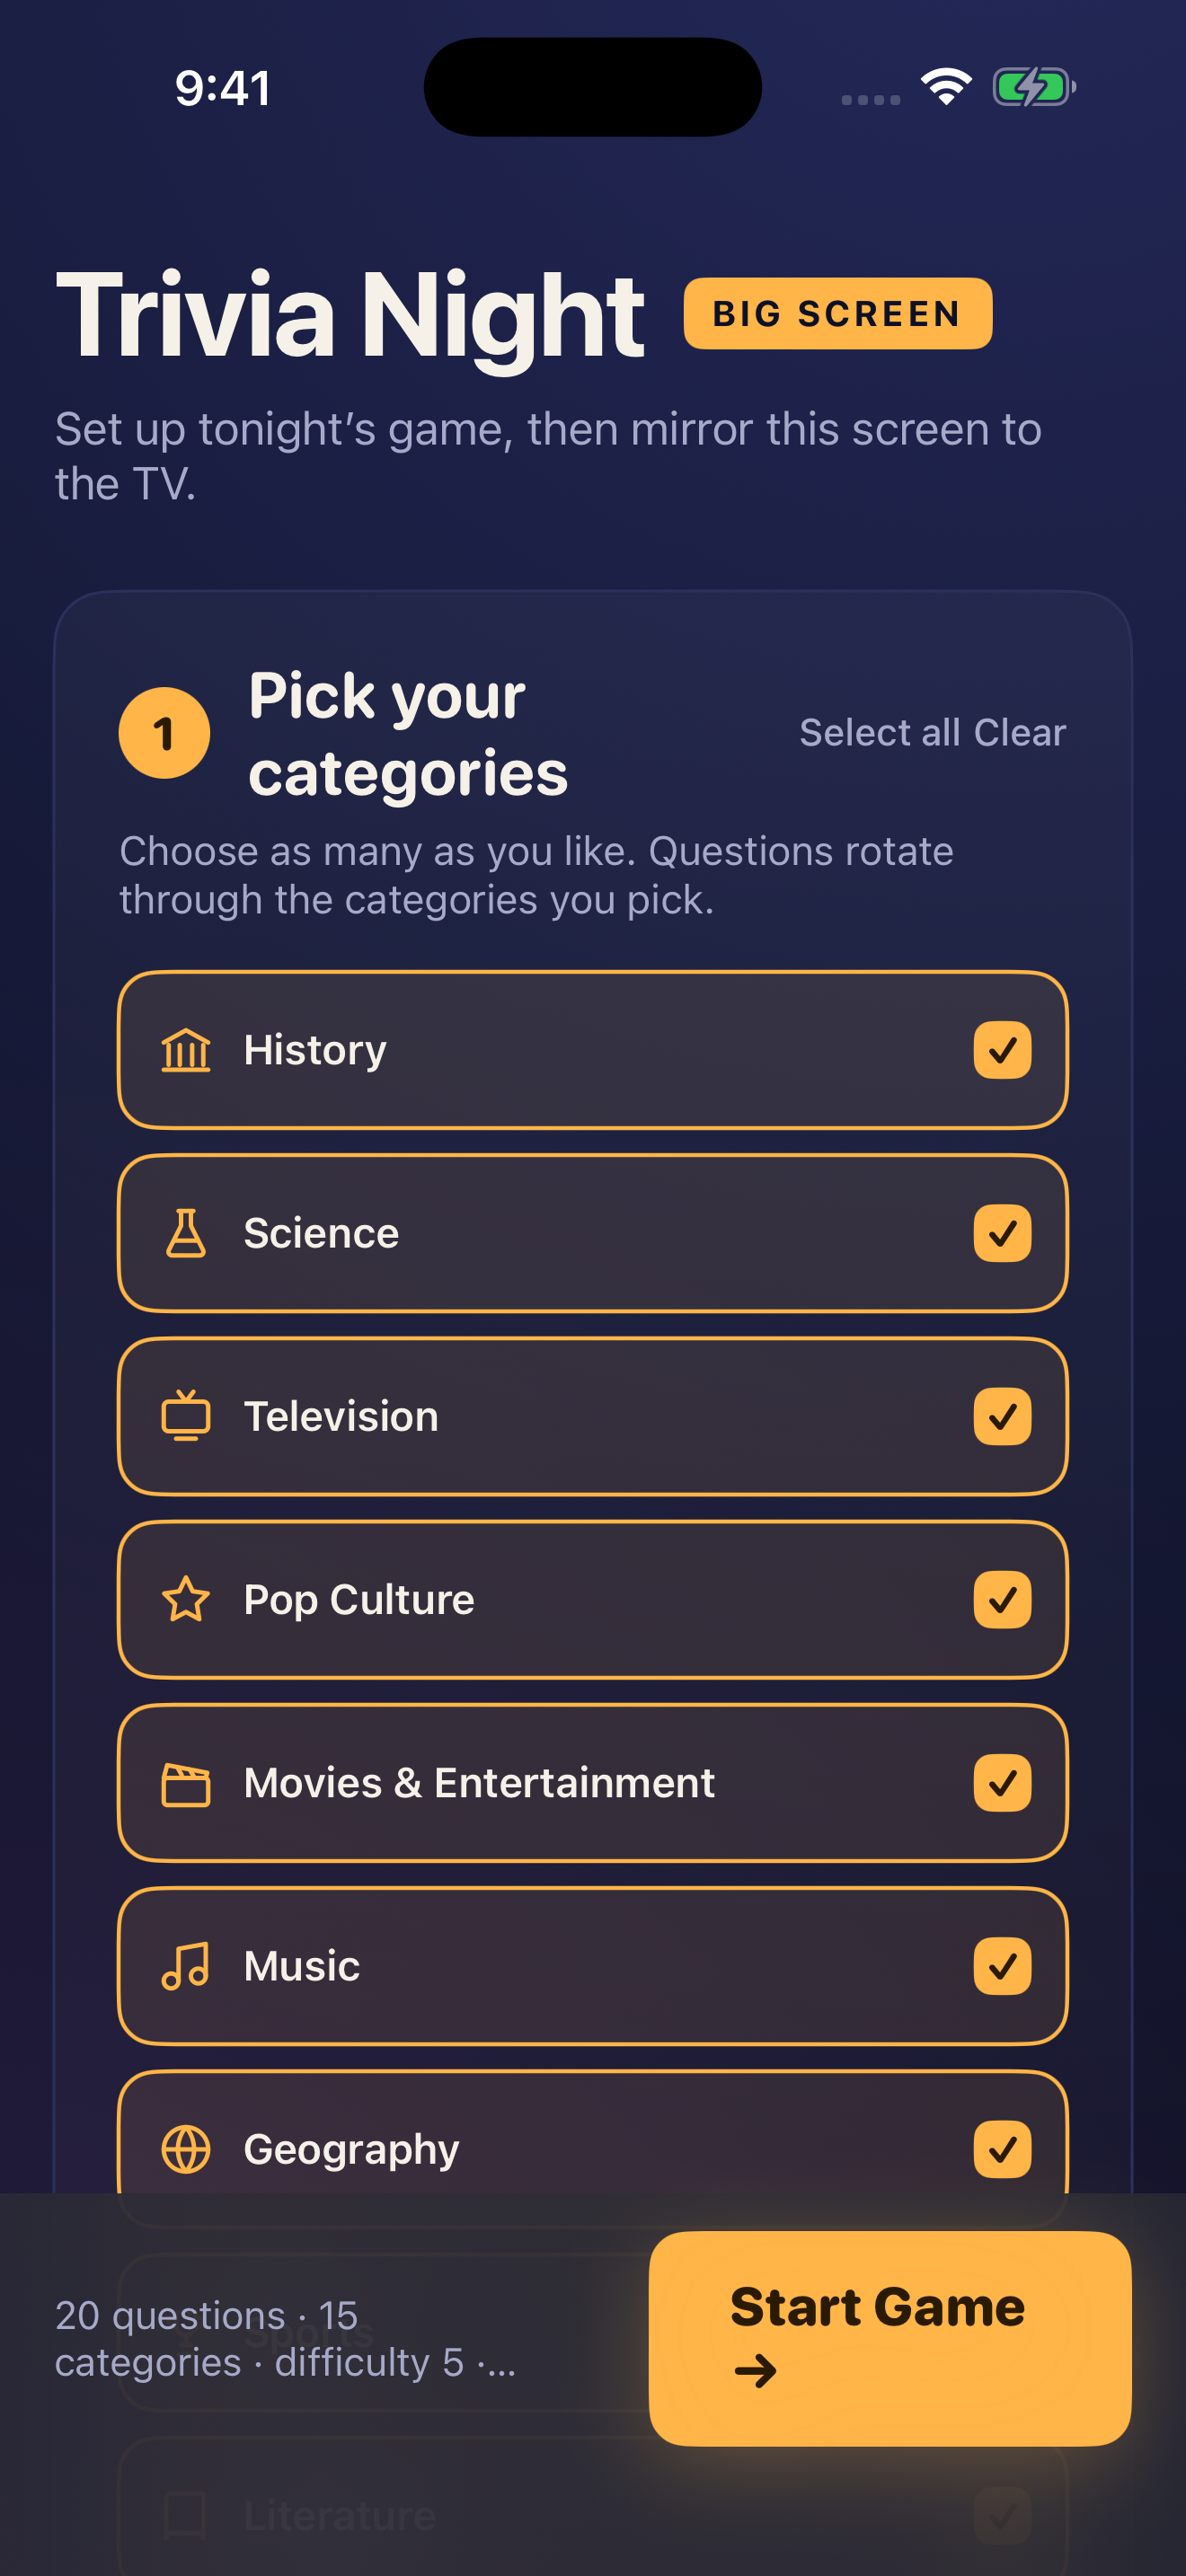 9:41
Trivia Night
BIG SCREEN
Set up tonight’s game, then mirror this screen to
the TV.
1
Pick your
categories
Select all Clear
Choose as many as you like. Questions rotate
through the categories you pick.
History
Science
Television
Pop Culture
Movies & Entertainment
Music
Geography
Sports
20 questions · 15
categories · difficulty 5 ·...
Start Game
→
Literature